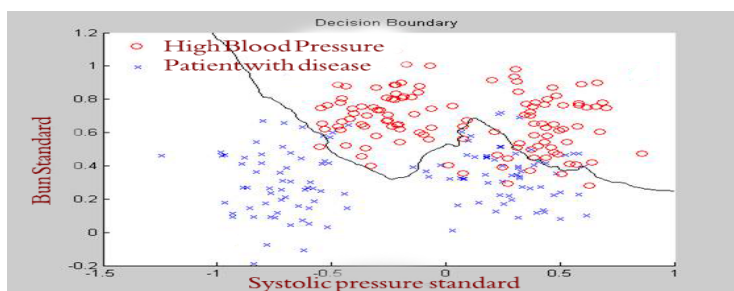 Decision Boundary
1.2
High Blood Pressure
1
Patient with disease
0.8
0.6
0.4
0.2
0
-0.2
Bun Standard
-1.5
-1
-0.5
0
0.5
1
Systolic pressure standard